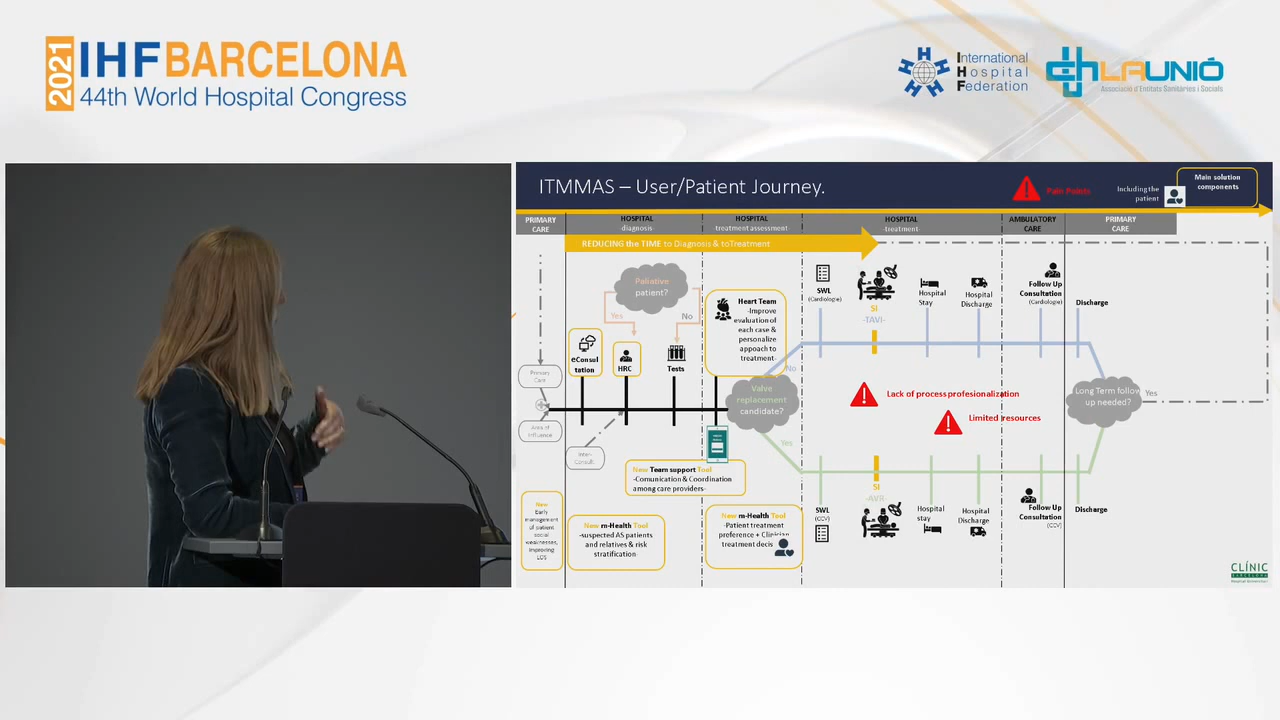 2021
IHF BARCELONA
44th World Hospital Congress
International
Hospital
Federation
LAUNIÓ
Associació d'Entitats Sanitàries i Socials
ITMMAS – User/Patient Journey.
Pain Points
Including the
patient
Main solution
components
PRIMARY
CARE
HOSPITAL
-diagnosis-
HOSPITAL
-treatment assessment-
HOSPITAL
-treatment-
AMBULATORY
CARE
PRIMARY
CARE
REDUCING the TIME to Diagnosis & toTreatment
Paliative
patient?
Yes
No
eConsul
tation
HRC
Tests
Heart Team
-Improve
evaluation of
each case &
personalize
approach to
treatment-
Primary
Care
Area of
Influence
Inter-
Consult.
Valve
replacement
candidate?
No
Yes
SWL
(Cardiologie)
SI
-TAVI-
Hospital
Stay
Hospital
Discharge
Follow Up
Consultation
(Cardiologie)
Discharge
Lack of process profesionalization
Limited resources
Long Term follow
up needed?
Yes
New Team support Tool
-Comunication & Coordination
among care providers-
New
Early
management
of patient
social
weaknesses,
improving
LOS
New m-Health Tool
-suspected AS patients
and relatives & risk
stratification
New m-Health Tool
-Patient treatment
preference + Clinician
treatment decis
SWL
(CCV)
SI
-AVR-
Hospital
stay
Hospital
Discharge
Follow Up
Consultation
(CCV)
Discharge
CLÍNIC
BARCELONA
Hospital Universitari